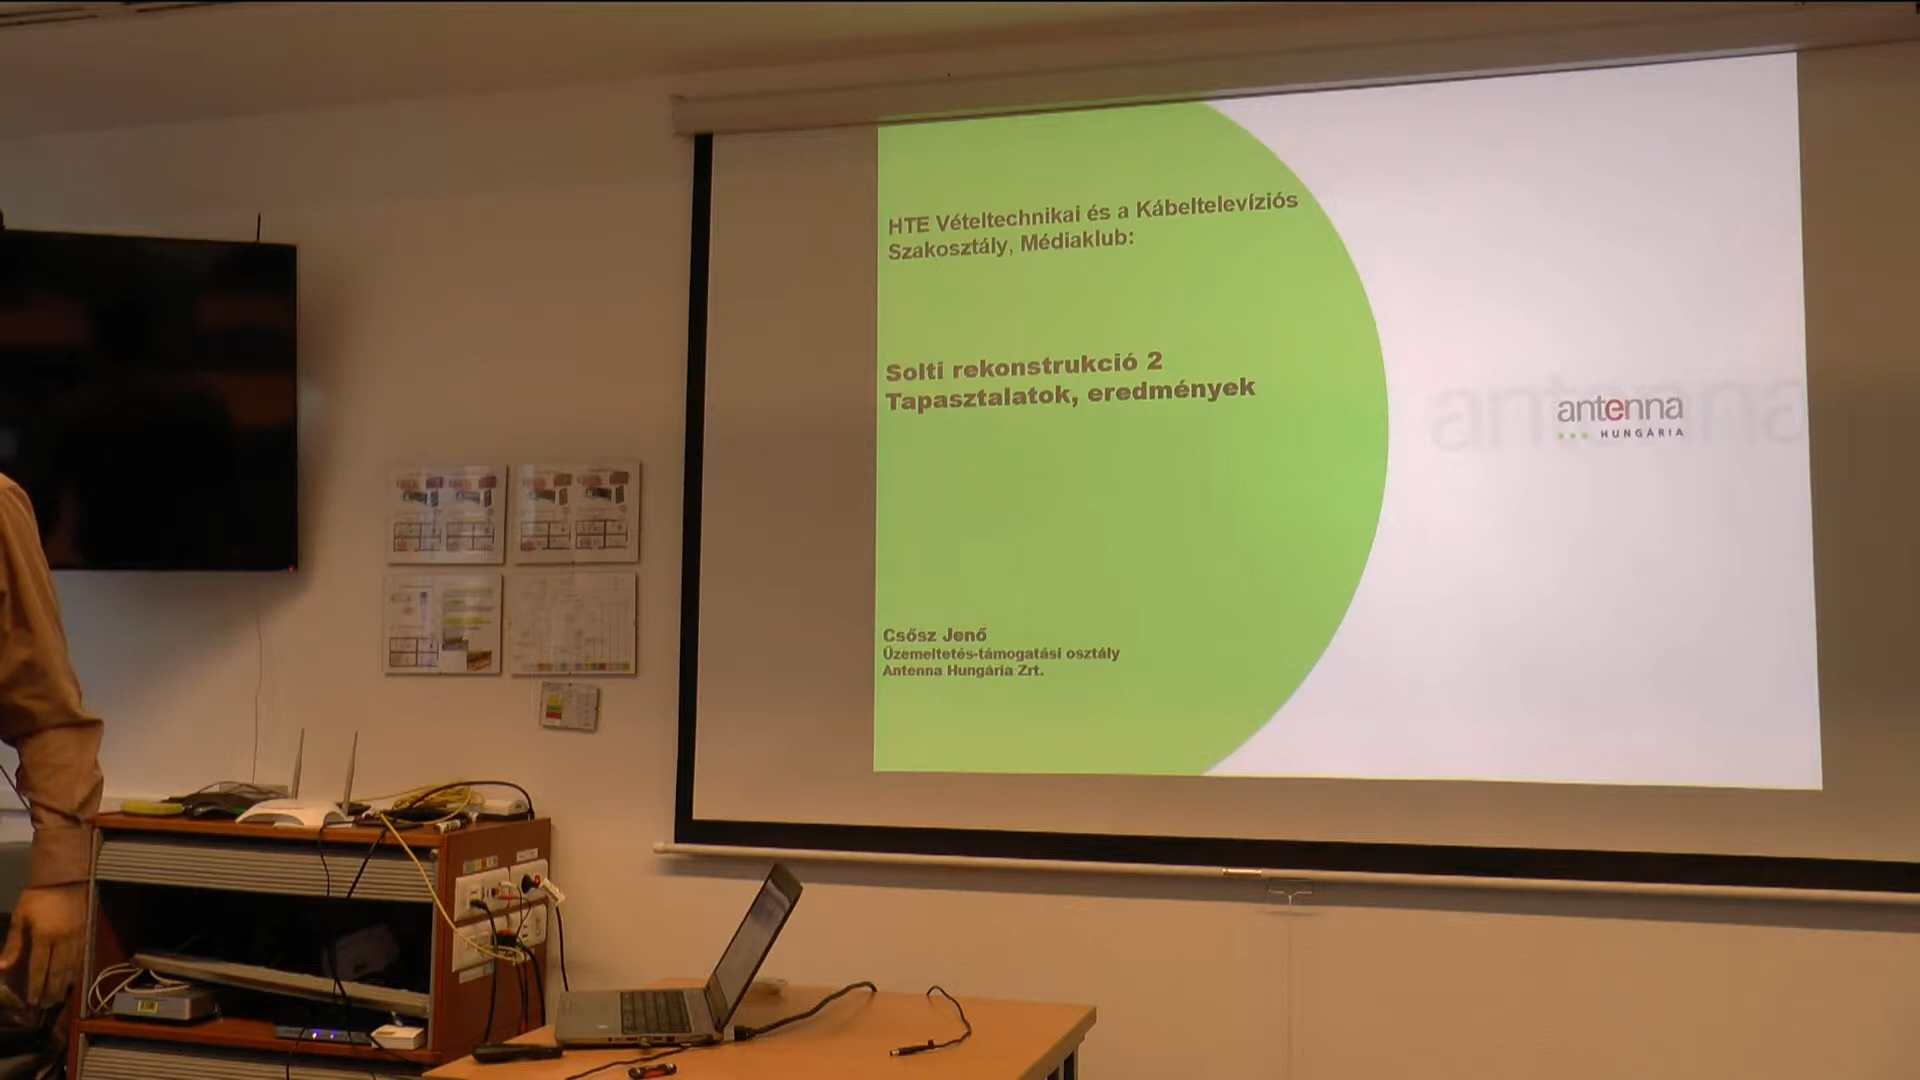 HTE Vételtechnikai és a Kábeltelevíziós
Szakosztály, Médiaklub:
Solti rekonstrukció 2
Tapasztalatok, eredmények
Csősz Jenő
Üzemeltetés-támogatási osztály
Antenna Hungária Zrt.
antenna
HUNGÁRIA